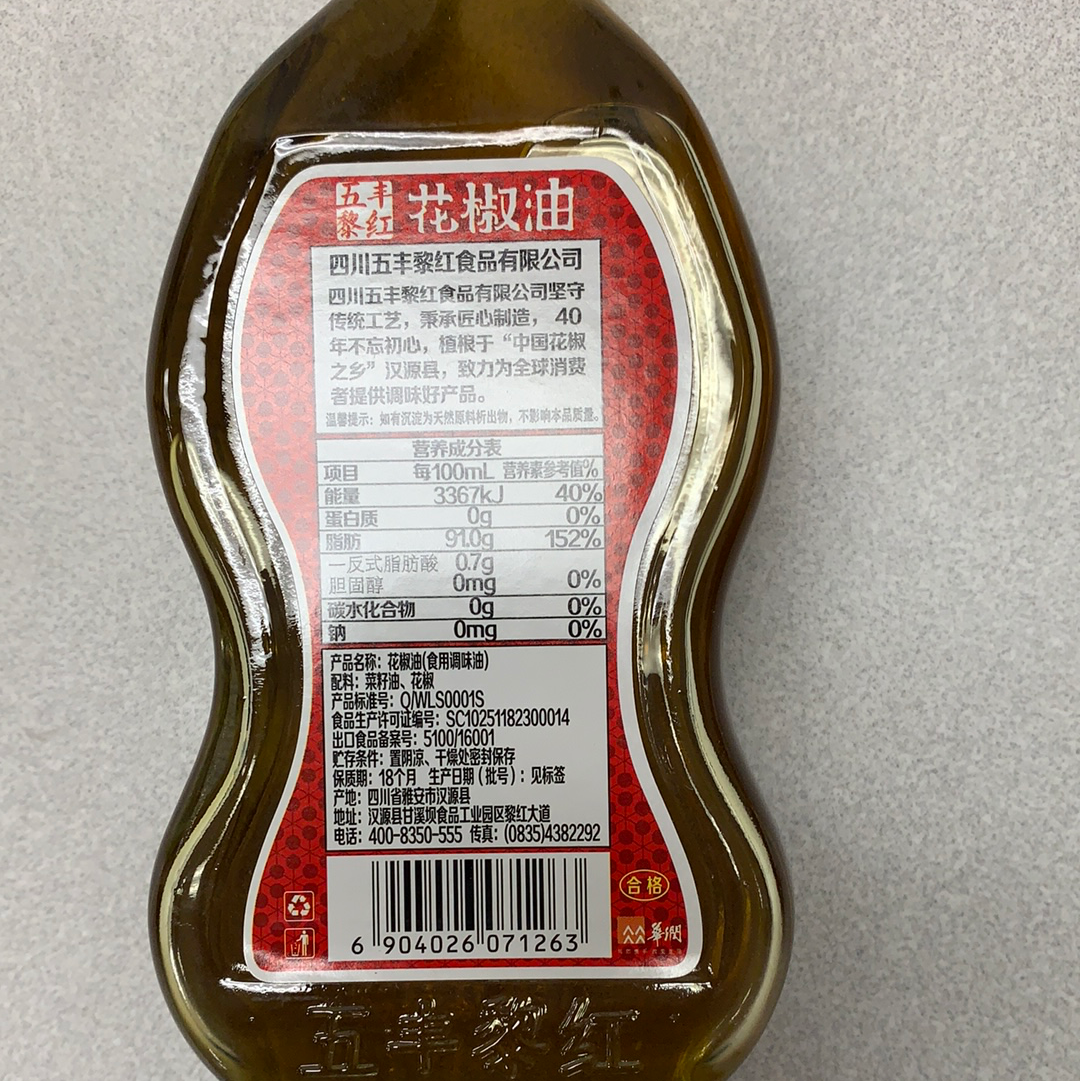 五丰
黎红
花椒油
四川五丰黎红食品有限公司
四川五丰黎红食品有限公司坚守
传统工艺，秉承匠心制造，40
年不忘初心，植根于“中国花椒
之乡”汉源县，致力为全球消费
者提供调味好产品。
温馨提示：如有沉淀为天然原料析出物，不影响本品质量。
营养成分表
项目 每100mL 营养素参考值%
能量 3367kJ 40%
蛋白质 0g 0%
脂肪 91.0g 152%
—反式脂肪酸 0.7g
胆固醇 0mg 0%
碳水化合物 0g 0%
钠 0mg 0%
产品名称：花椒油(食用调味油)
配料：菜籽油、花椒
产品标准号：Q/WLS0001S
食品生产许可证编号：SC10251182300014
出口食品备案号：5100/16001
贮存条件：置阴凉、干燥处密封保存
保质期：18个月 生产日期（批号）：见标签
产地：四川省雅安市汉源县
地址：汉源县甘溪坝食品工业园区黎红大道
电话：400-8350-555 传真：(0835)4382292
合格
6 904026 071263
华润
五丰黎红